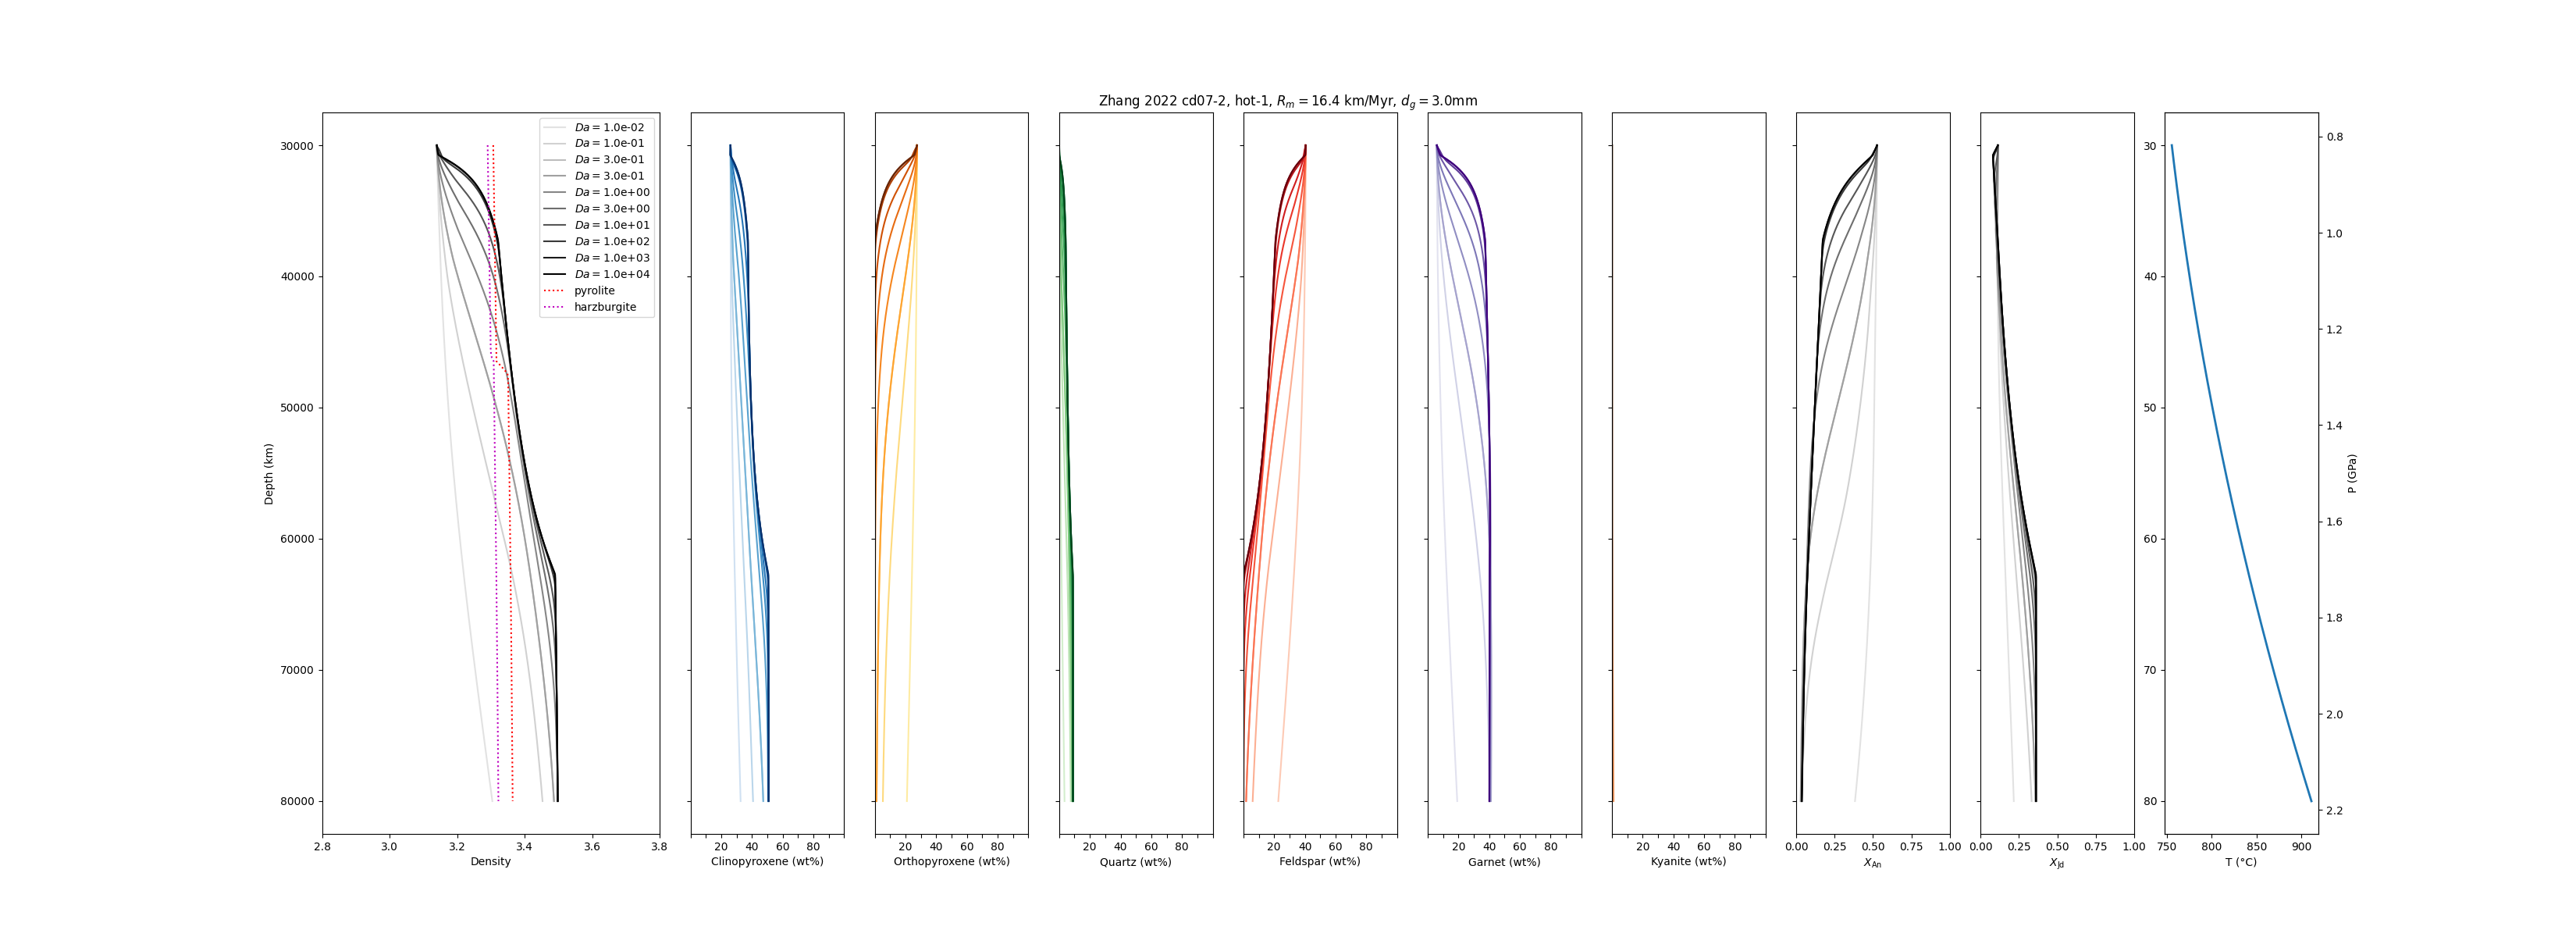 Zhang 2022 cd07-2, hot-1, R_m = 16.4 km/Myr, d_g = 3.0mm
Da = 1.0e-02
Da = 1.0e-01
Da = 3.0e-01
Da = 3.0e-01
Da = 1.0e+00
Da = 3.0e+00
Da = 1.0e+01
Da = 1.0e+02
Da = 1.0e+03
Da = 1.0e+04
pyrolite
harzburgite
Depth (km)
30000
40000
50000
60000
70000
80000
2.8 3.0 3.2 3.4 3.6 3.8
Density
20 40 60 80
Clinopyroxene (wt%)
20 40 60 80
Orthopyroxene (wt%)
20 40 60 80
Quartz (wt%)
20 40 60 80
Feldspar (wt%)
20 40 60 80
Garnet (wt%)
20 40 60 80
Kyanite (wt%)
0.00 0.25 0.50 0.75 1.00
X_An
0.00 0.25 0.50 0.75 1.00
X_Jd
30
40
50
60
70
80
750 800 850 900
T (°C)
0.8
1.0
1.2
1.4
1.6
1.8
2.0
2.2
P (GPa)